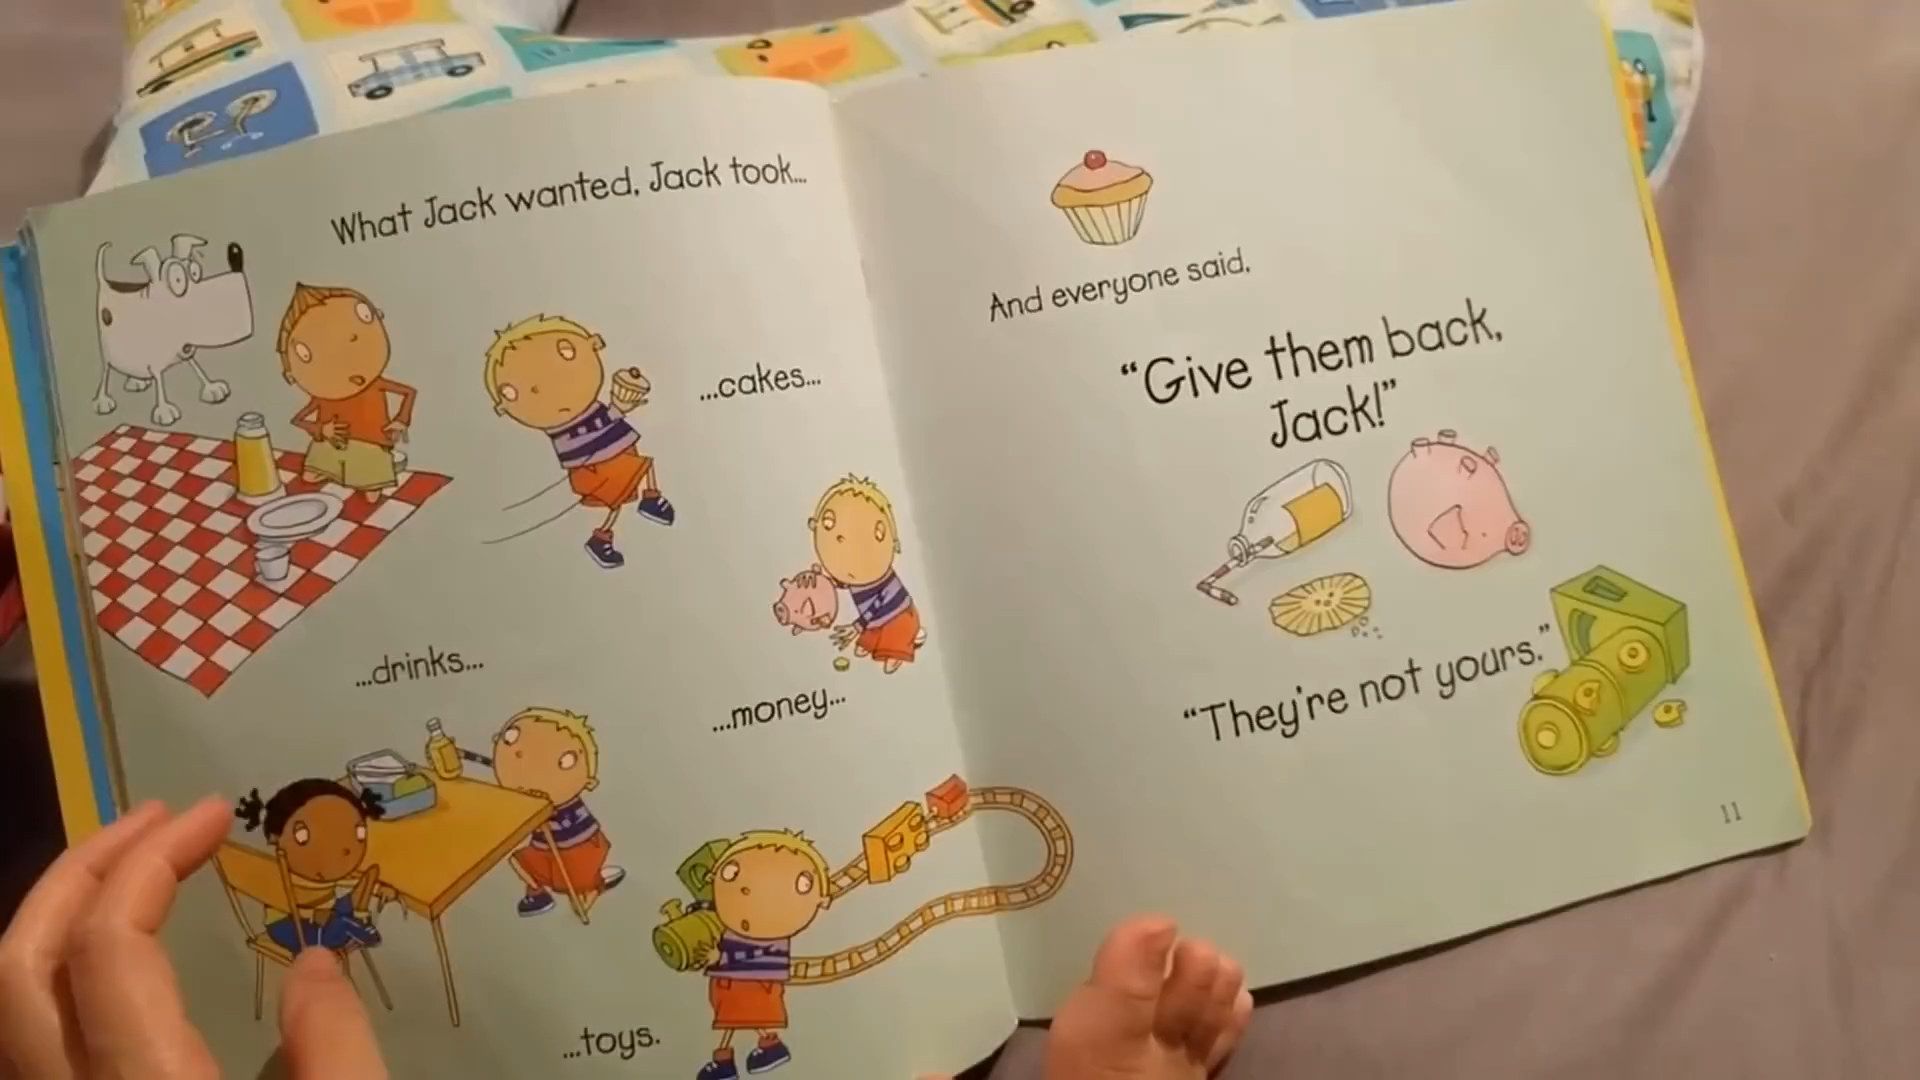 What Jack wanted, Jack took...
...cakes...
...drinks...
...money...
...toys.
And everyone said,
“Give them back,
Jack!”
“They're not yours.”
11